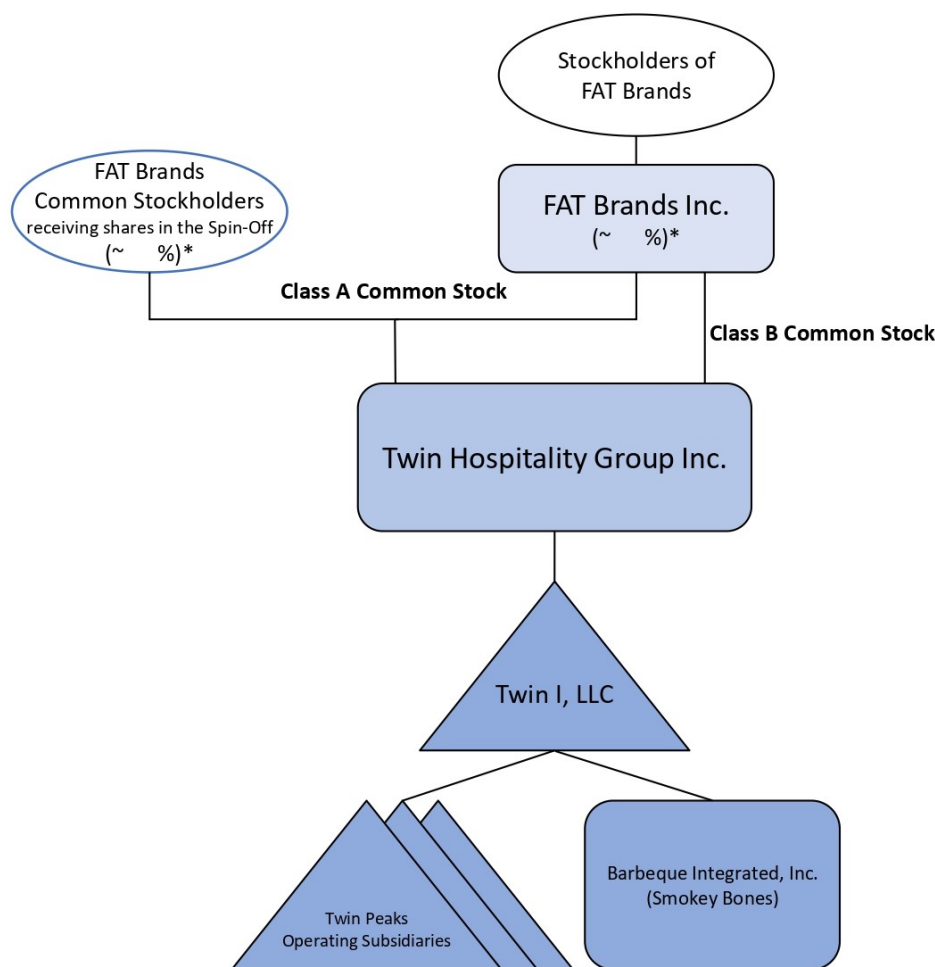 Stockholders of
FAT Brands
FAT Brands
Common Stockholders
receiving shares in the Spin-Off
(~ %)*
FAT Brands Inc.
(~ %)*
Class A Common Stock
Class B Common Stock
Twin Hospitality Group Inc.
Twin I, LLC
Twin Peaks
Operating Subsidiaries
Barbeque Integrated, Inc.
(Smokey Bones)